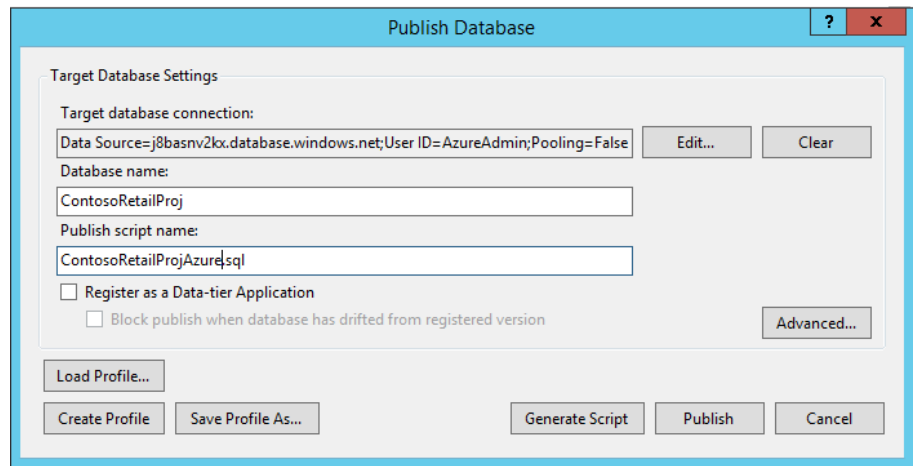 Publish Database
?
x
Target Database Settings
Target database connection:
Data Source=j8basnv2kx.database.windows.net;User ID=AzureAdmin;Pooling=False
Edit...
Clear
Database name:
ContosoRetailProj
Publish script name:
ContosoRetailProjAzure.sql
Register as a Data-tier Application
Block publish when database has drifted from registered version
Advanced...
Load Profile...
Create Profile
Save Profile As...
Generate Script
Publish
Cancel